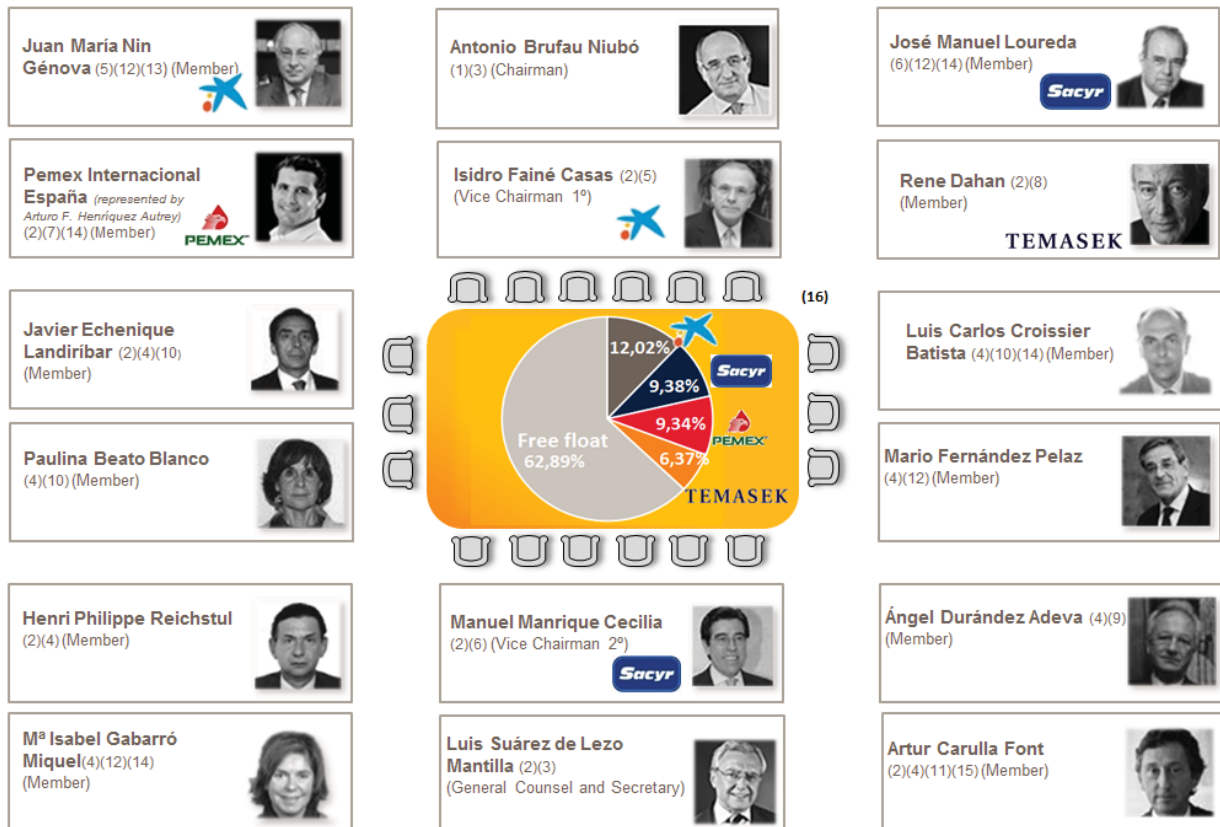 Juan María Nin
Génova (5)(12)(13) (Member)
Antonio Brufau Niubó
(1)(3) (Chairman)
José Manuel Loureda
(6)(12)(14) (Member)
Sacyr
Pemex Internacional
España (represented by
Arturo F. Henríquez Autrey)
(2)(7)(14) (Member)
PEMEX
Isidro Fainé Casas (2)(5)
(Vice Chairman 1º)
Rene Dahan (2)(8)
(Member)
TEMASEK
(16)
Javier Echenique
Landiríbar (2)(4)(10)
(Member)
12,02%
Sacyr
9,38%
9,34%
PEMEX
Free float
62,89%
6,37%
TEMASEK
Luis Carlos Croissier
Batista (4)(10)(14) (Member)
Paulina Beato Blanco
(4)(10) (Member)
Mario Fernández Pelaz
(4)(12) (Member)
Henri Philippe Reichstul
(2)(4) (Member)
Manuel Manrique Cecilia
(2)(6) (Vice Chairman 2º)
Sacyr
Ángel Durández Adeva (4)(9)
(Member)
Mª Isabel Gabarró
Miquel(4)(12)(14)
(Member)
Luis Suárez de Lezo
Mantilla (2)(3)
(General Counsel and Secretary)
Artur Carulla Font
(2)(4)(11)(15) (Member)